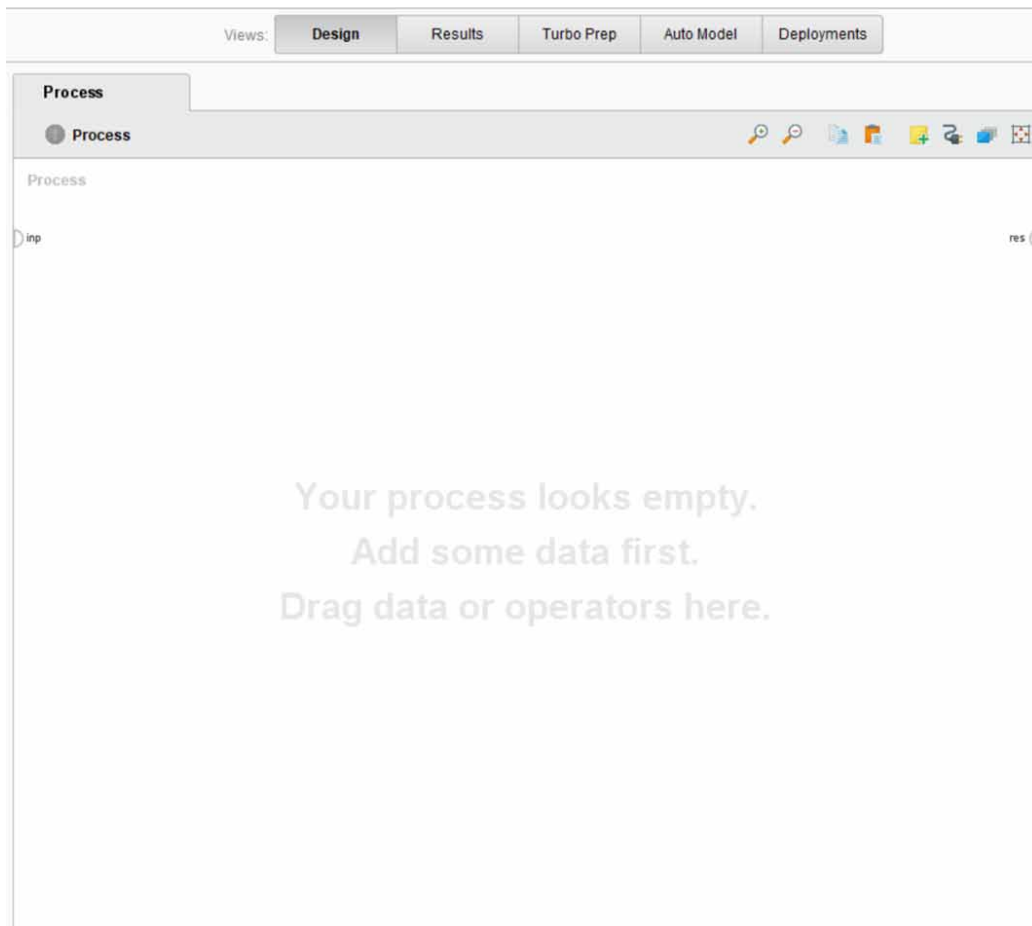 Views: Design Results Turbo Prep Auto Model Deployments
Process
Process
Process
inp res
Your process looks empty.
Add some data first.
Drag data or operators here.